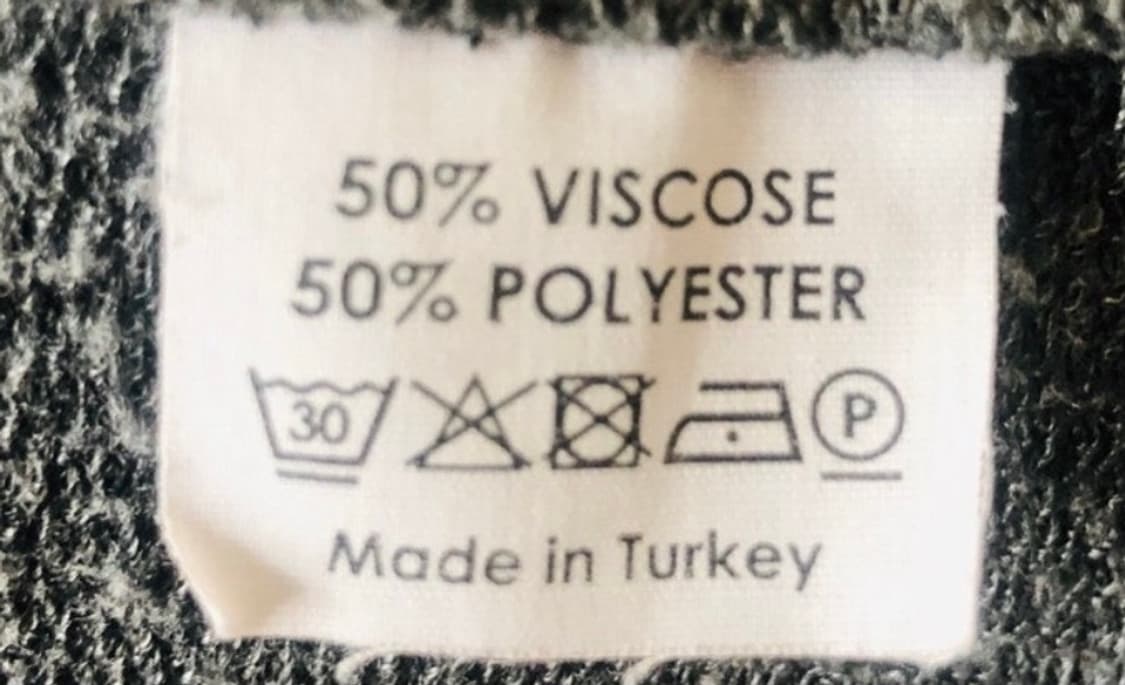 50% VISCOSE
50% POLYESTER
30 P
Made in Turkey